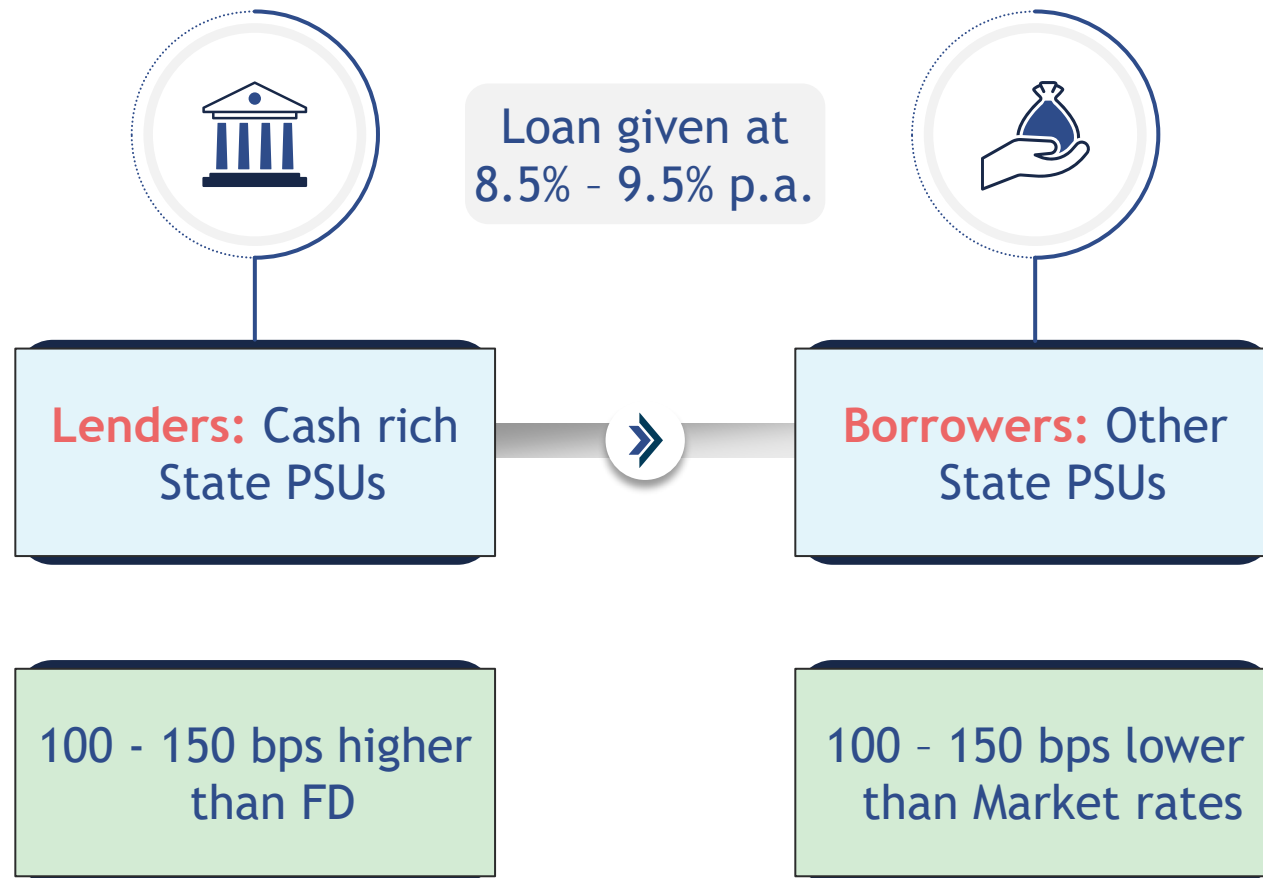 Loan given at
8.5% – 9.5% p.a.
Lenders: Cash rich
State PSUs
Borrowers: Other
State PSUs
100 - 150 bps higher
than FD
100 – 150 bps lower
than Market rates